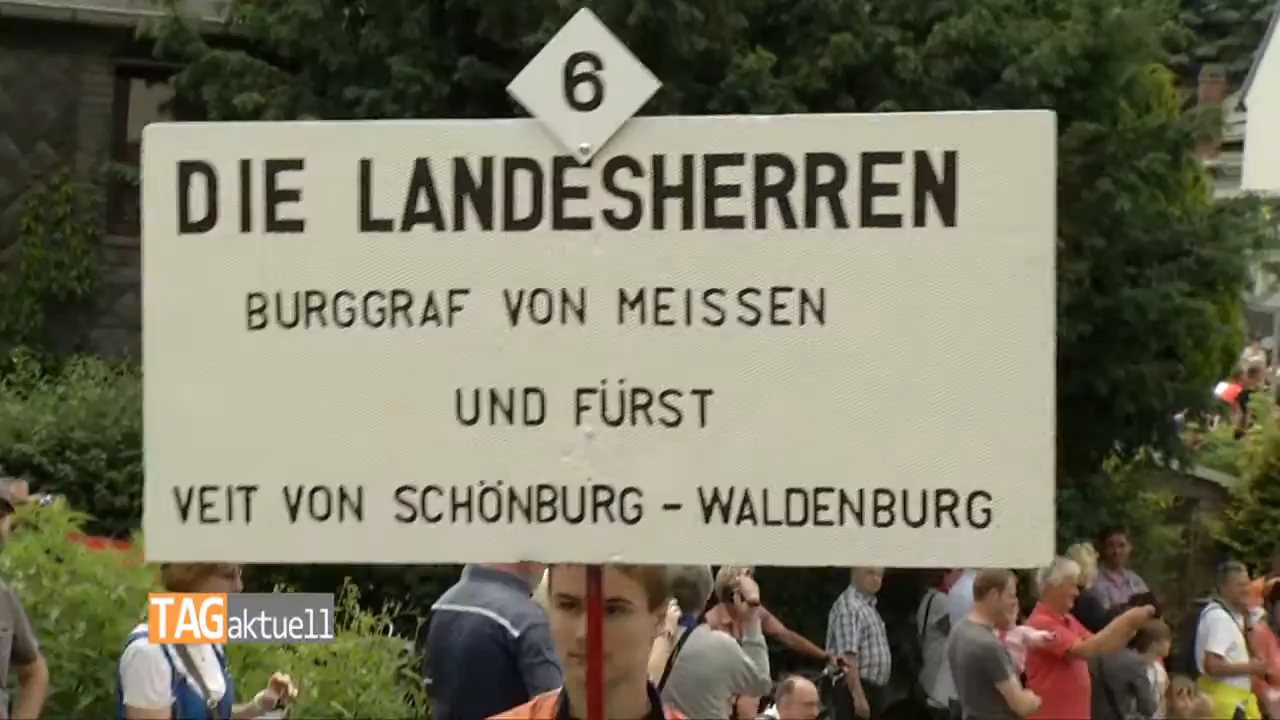 6
DIE LANDESHERREN
BURGGRAF VON MEISSEN
UND FÜRST
VEIT VON SCHÖNBURG - WALDENBURG
TAGaktuell